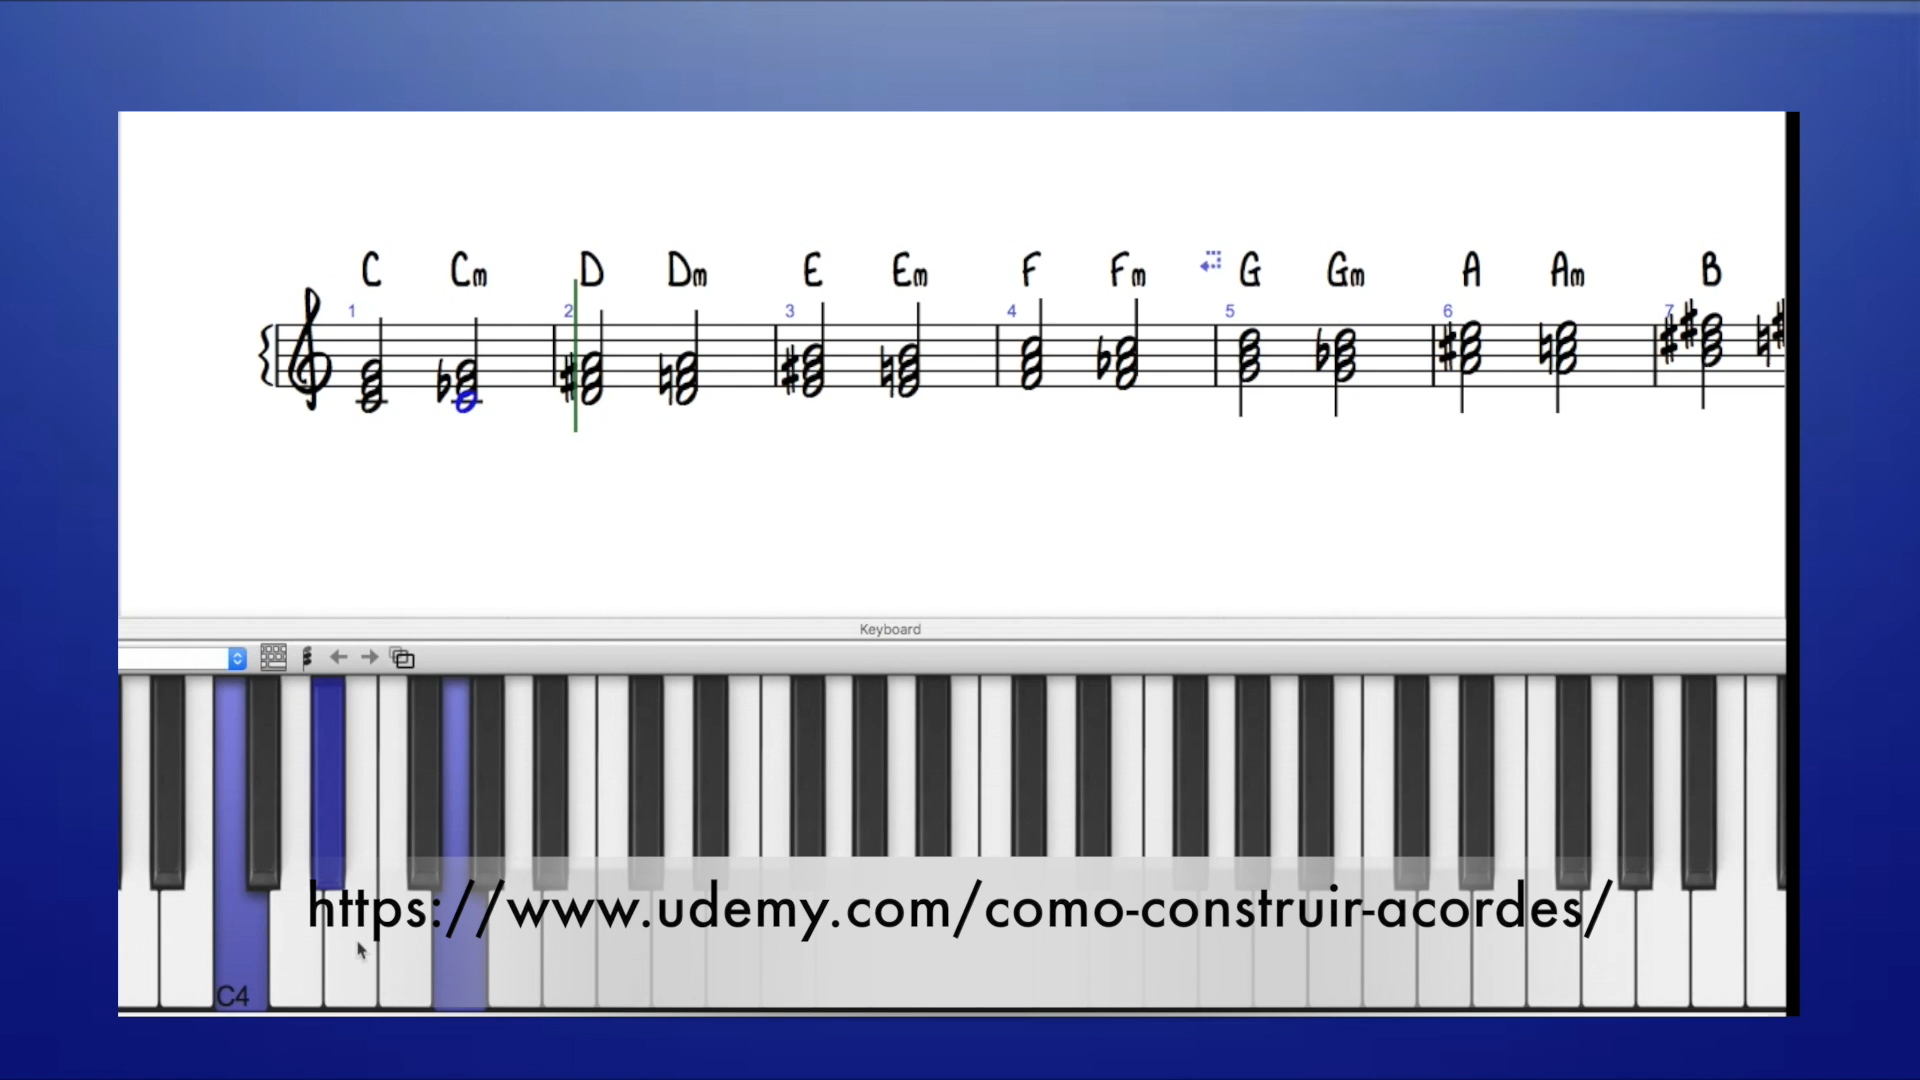 C Cm D Dm E Em F Fm G Gm A Am B
1 2 3 4 5 6 7
Keyboard
https://www.udemy.com/como-construir-acordes/
C4